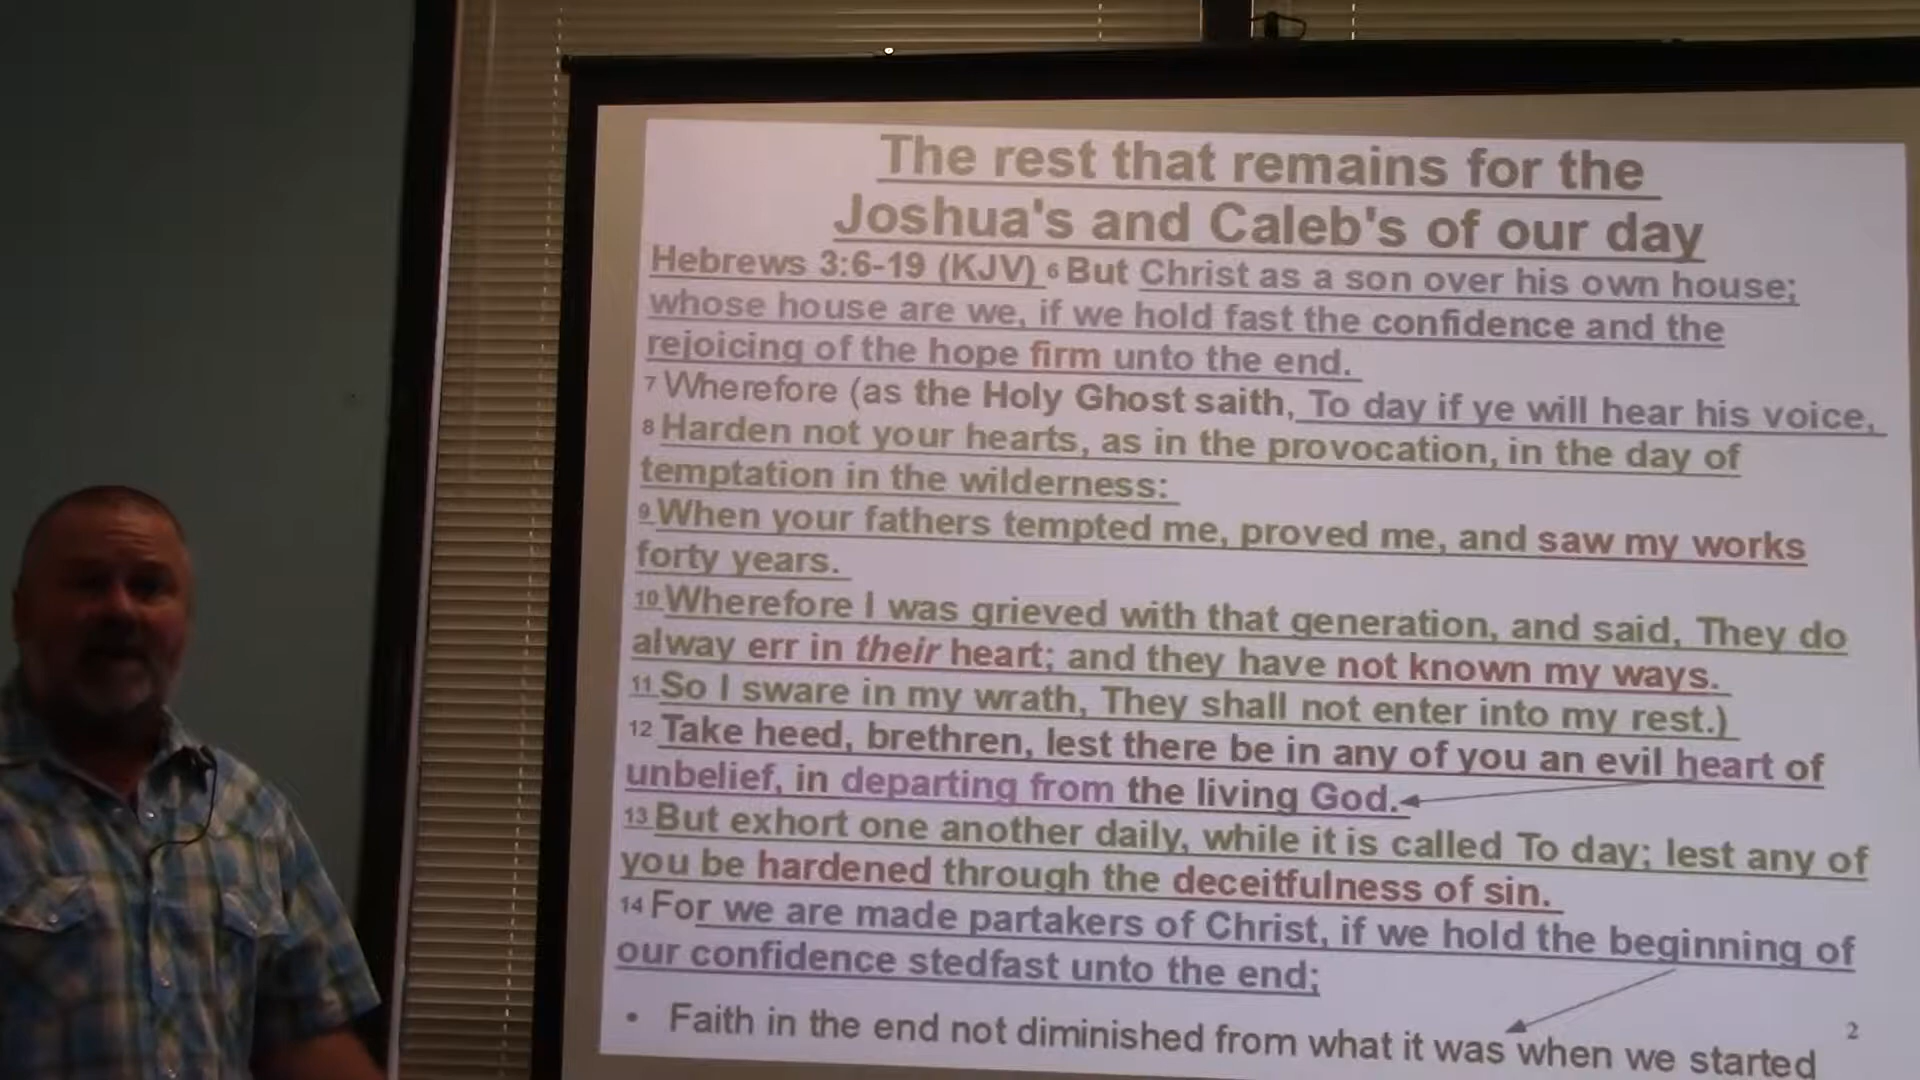 The rest that remains for the
Joshua's and Caleb's of our day
Hebrews 3:6-19 (KJV) 6 But Christ as a son over his own house;
whose house are we, if we hold fast the confidence and the
rejoicing of the hope firm unto the end.
7 Wherefore (as the Holy Ghost saith, To day if ye will hear his voice,
8 Harden not your hearts, as in the provocation, in the day of
temptation in the wilderness:
9 When your fathers tempted me, proved me, and saw my works
forty years.
10 Wherefore I was grieved with that generation, and said, They do
alway err in their heart; and they have not known my ways.
11 So I sware in my wrath, They shall not enter into my rest.)
12 Take heed, brethren, lest there be in any of you an evil heart of
unbelief, in departing from the living God.
13 But exhort one another daily, while it is called To day; lest any of
you be hardened through the deceitfulness of sin.
14 For we are made partakers of Christ, if we hold the beginning of
our confidence stedfast unto the end;
• Faith in the end not diminished from what it was when we started
2